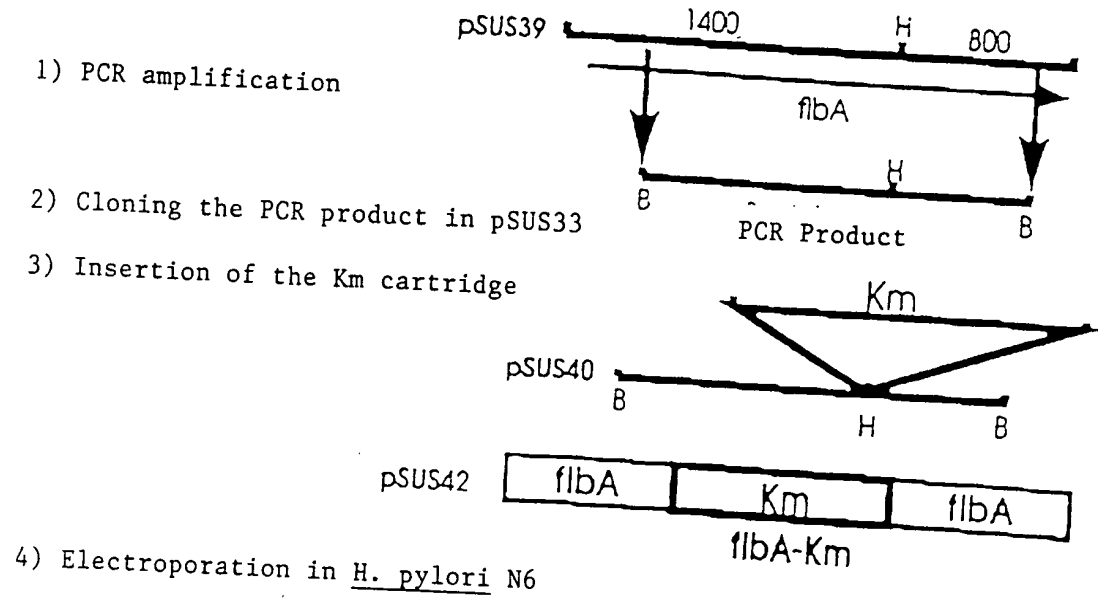 pSUS39 1400 H 800
1) PCR amplification
flbA
H
B B
2) Cloning the PCR product in pSUS33
PCR Product
3) Insertion of the Km cartridge
Km
pSUS40
B H B
pSUS42 flbA Km flbA
flbA-Km
4) Electroporation in H. pylori N6